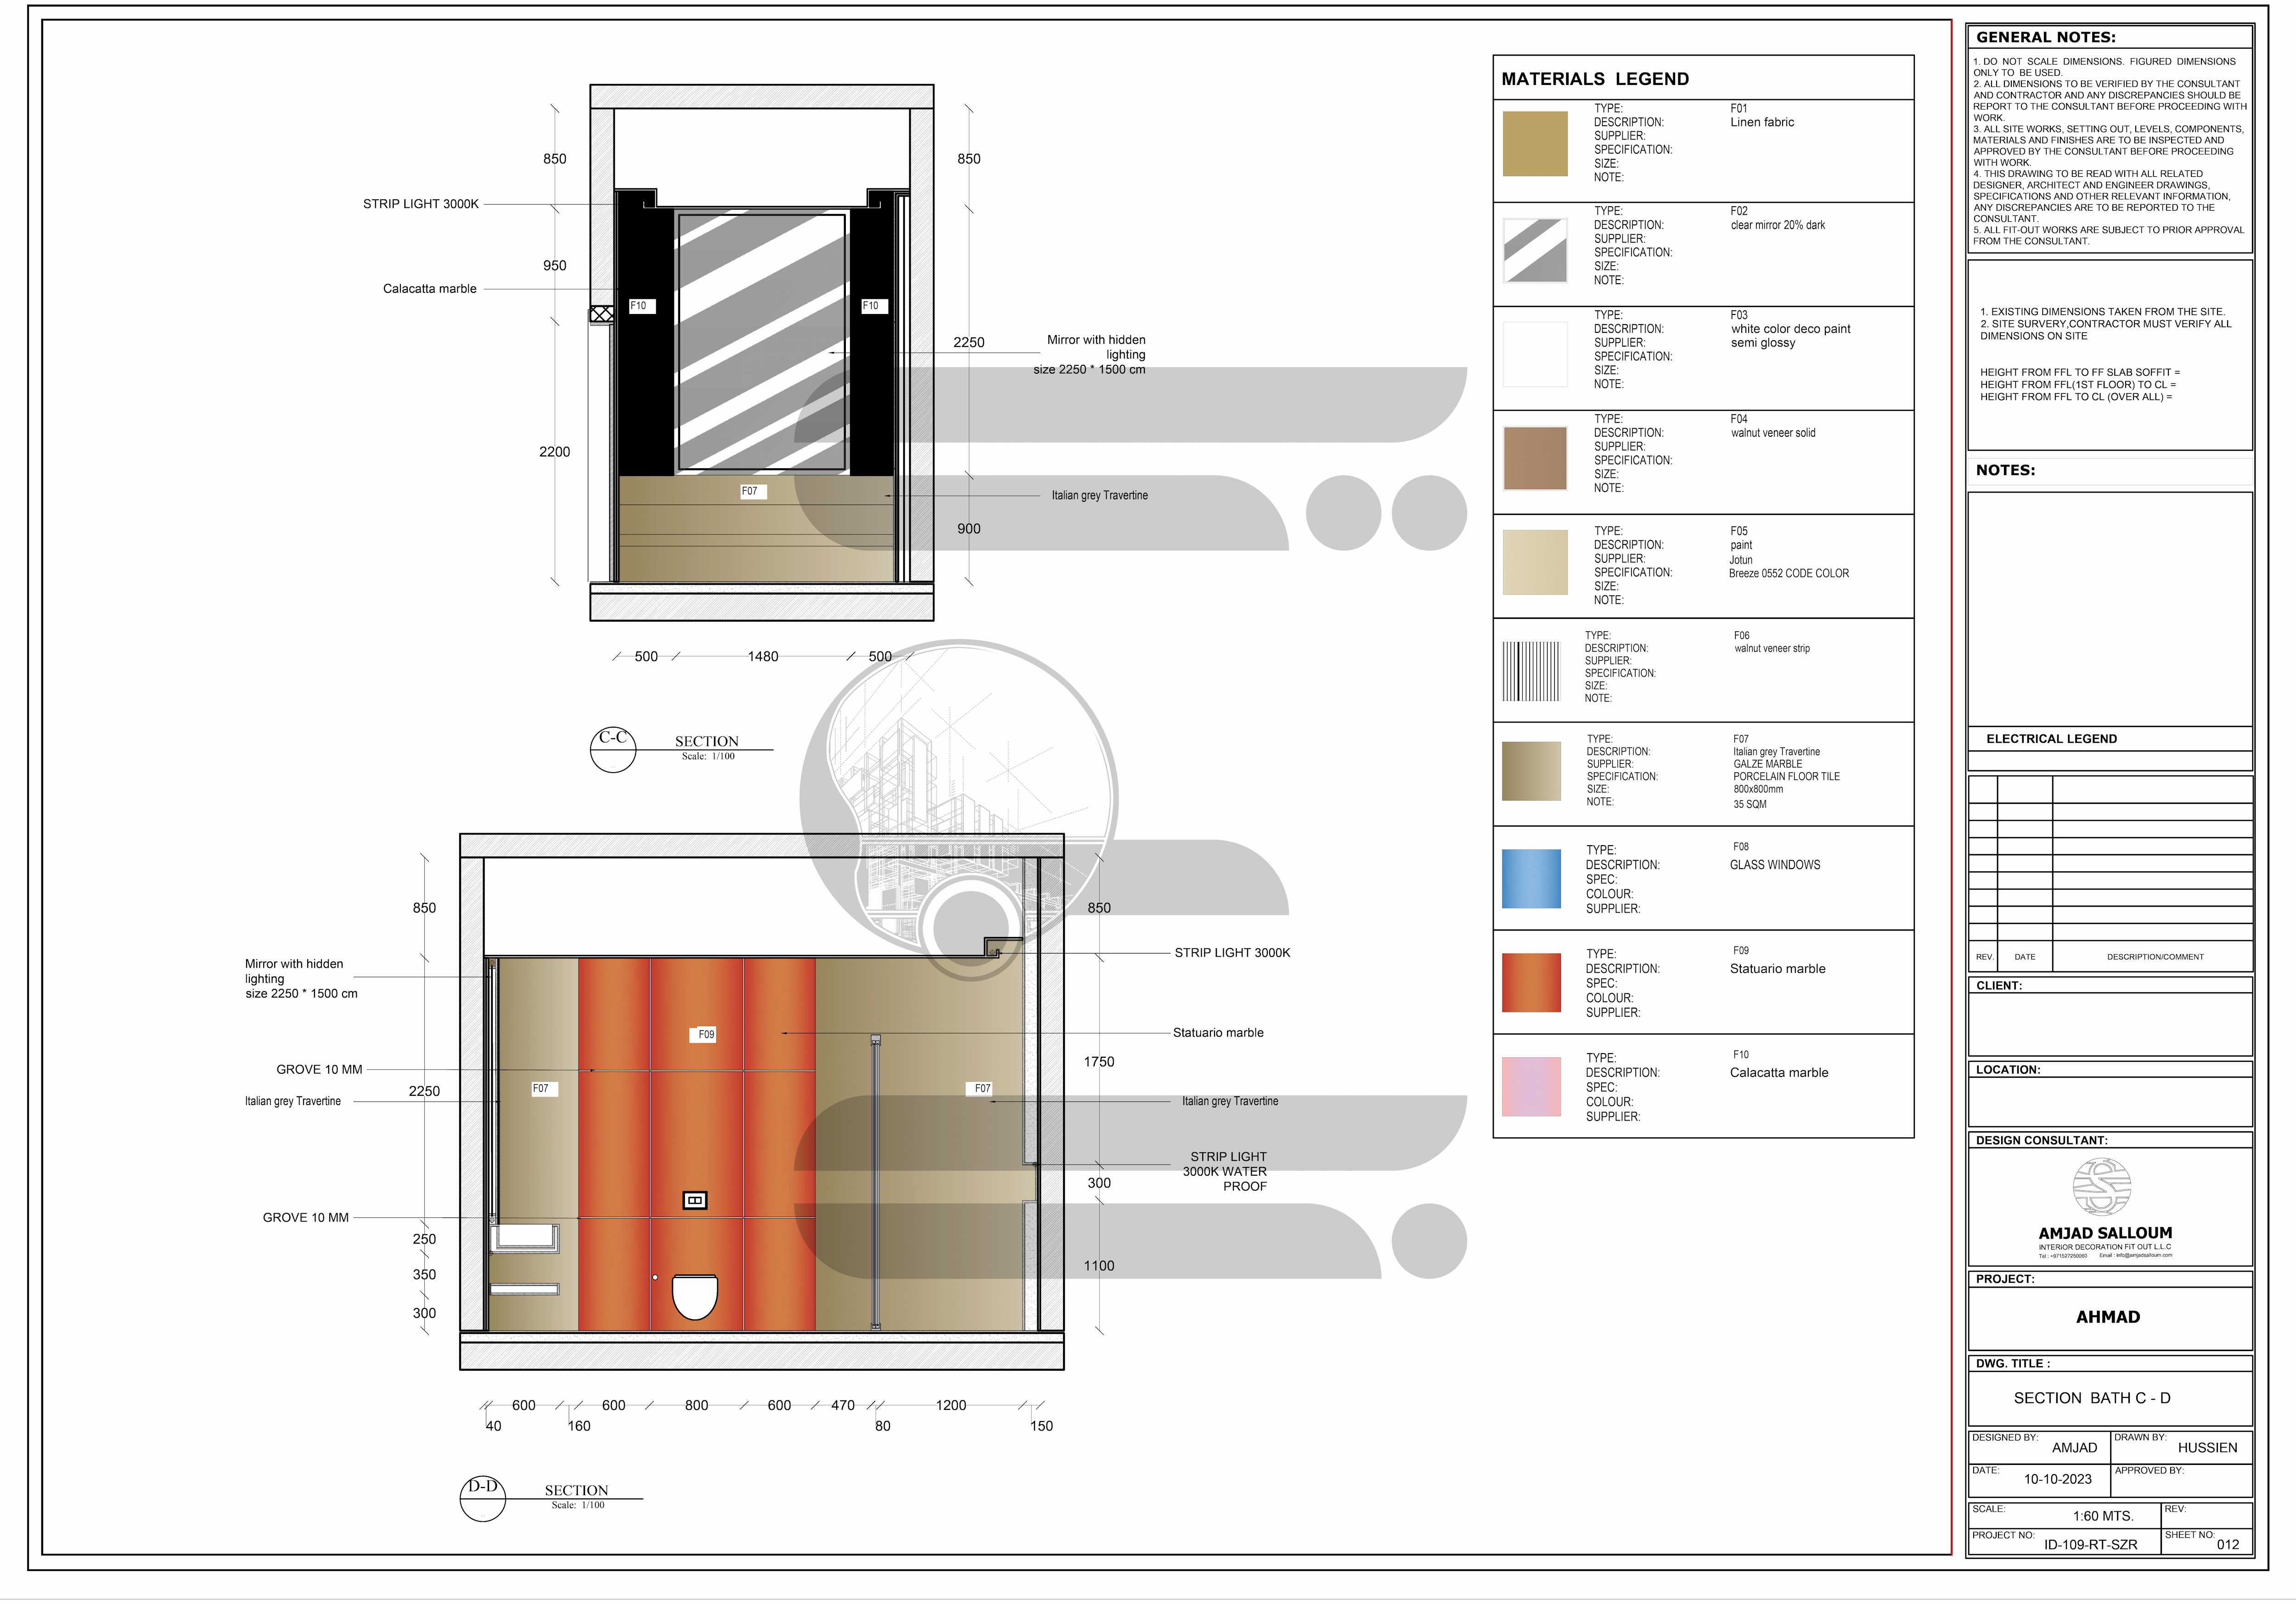 850
STRIP LIGHT 3000K
950
Calacatta marble
2200
F10
F10
F07
850
2250
Mirror with hidden
lighting
size 2250 * 1500 cm
Italian grey Travertine
900
500
1480
500
C-C
SECTION
Scale: 1/100
850
Mirror with hidden
lighting
size 2250 * 1500 cm
GROVE 10 MM
2250
Italian grey Travertine
GROVE 10 MM
250
350
300
F07
F09
F07
850
STRIP LIGHT 3000K
Statuario marble
1750
Italian grey Travertine
STRIP LIGHT
3000K WATER
PROOF
300
1100
600
600
800
600
470
1200
40
160
80
150
D-D
SECTION
Scale: 1/100
MATERIALS LEGEND
TYPE: F01
DESCRIPTION: Linen fabric
SUPPLIER:
SPECIFICATION:
SIZE:
NOTE:
TYPE: F02
DESCRIPTION: clear mirror 20% dark
SUPPLIER:
SPECIFICATION:
SIZE:
NOTE:
TYPE: F03
DESCRIPTION: white color deco paint
SUPPLIER: semi glossy
SPECIFICATION:
SIZE:
NOTE:
TYPE: F04
DESCRIPTION: walnut veneer solid
SUPPLIER:
SPECIFICATION:
SIZE:
NOTE:
TYPE: F05
DESCRIPTION: paint
SUPPLIER: Jotun
SPECIFICATION: Breeze 0552 CODE COLOR
SIZE:
NOTE:
TYPE: F06
DESCRIPTION: walnut veneer strip
SUPPLIER:
SPECIFICATION:
SIZE:
NOTE:
TYPE: F07
DESCRIPTION: Italian grey Travertine
SUPPLIER: GALZE MARBLE
SPECIFICATION: PORCELAIN FLOOR TILE
SIZE: 800x800mm
NOTE: 35 SQM
TYPE: F08
DESCRIPTION: GLASS WINDOWS
SPEC:
COLOUR:
SUPPLIER:
TYPE: F09
DESCRIPTION: Statuario marble
SPEC:
COLOUR:
SUPPLIER:
TYPE: F10
DESCRIPTION: Calacatta marble
SPEC:
COLOUR:
SUPPLIER:
GENERAL NOTES:
1. DO NOT SCALE DIMENSIONS. FIGURED DIMENSIONS
ONLY TO BE USED.
2. ALL DIMENSIONS TO BE VERIFIED BY THE CONSULTANT
AND CONTRACTOR AND ANY DISCREPANCIES SHOULD BE
REPORT TO THE CONSULTANT BEFORE PROCEEDING WITH
WORK.
3. ALL SITE WORKS, SETTING OUT, LEVELS, COMPONENTS,
MATERIALS AND FINISHES ARE TO BE INSPECTED AND
APPROVED BY THE CONSULTANT BEFORE PROCEEDING
WITH WORK.
4. THIS DRAWING TO BE READ WITH ALL RELATED
DESIGNER, ARCHITECT AND ENGINEER DRAWINGS,
SPECIFICATIONS AND OTHER RELEVANT INFORMATION,
ANY DISCREPANCIES ARE TO BE REPORTED TO THE
CONSULTANT.
5. ALL FIT-OUT WORKS ARE SUBJECT TO PRIOR APPROVAL
FROM THE CONSULTANT.
1. EXISTING DIMENSIONS TAKEN FROM THE SITE.
2. SITE SURVERY,CONTRACTOR MUST VERIFY ALL
DIMENSIONS ON SITE
HEIGHT FROM FFL TO FF SLAB SOFFIT =
HEIGHT FROM FFL(1ST FLOOR) TO CL =
HEIGHT FROM FFL TO CL (OVER ALL) =
NOTES:
ELECTRICAL LEGEND
REV. DATE DESCRIPTION/COMMENT
CLIENT:
LOCATION:
DESIGN CONSULTANT:
AMJAD SALLOUM
INTERIOR DECORATION FIT OUT L.L.C
Tel : +971527250060 Email : info@amjadsalloum.com
PROJECT:
AHMAD
DWG. TITLE :
SECTION BATH C - D
DESIGNED BY: AMJAD
DRAWN BY: HUSSIEN
DATE: 10-10-2023
APPROVED BY:
SCALE: 1:60 MTS.
REV:
PROJECT NO: ID-109-RT-SZR
SHEET NO: 012